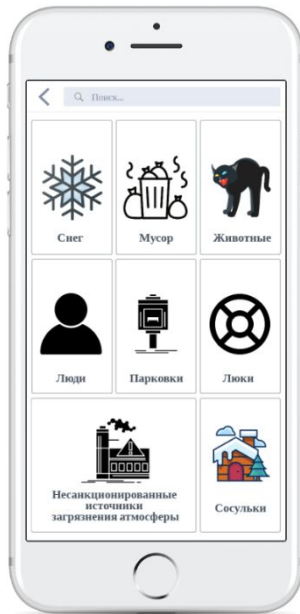 Поиск...
Снег
Мусор
Животные
Люди
Парковки
Люки
Несанкционированные
источники
загрязнения атмосферы
Сосульки